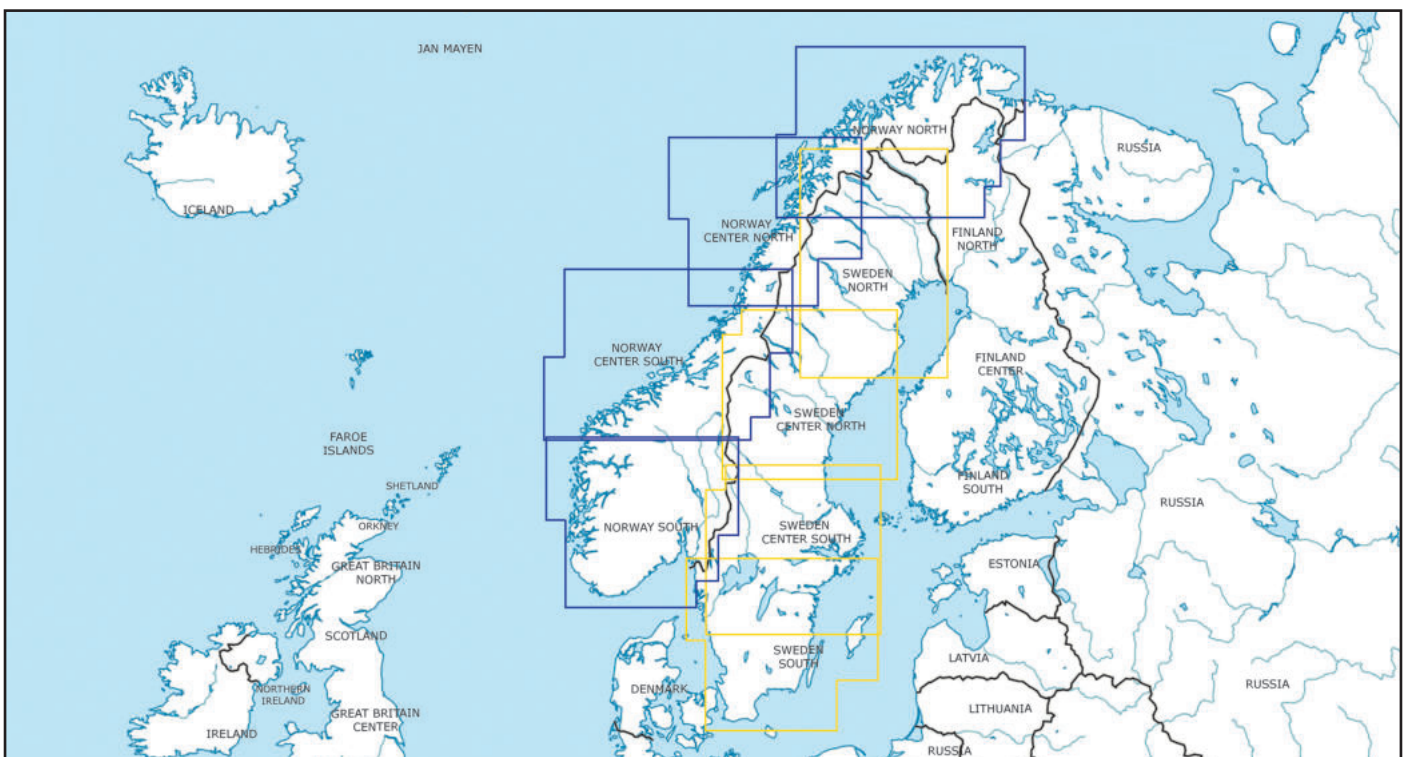 JAN MAYEN
NORWAY NORTH
RUSSIA
ICELAND
NORWAY
CENTER NORTH
FINLAND
NORTH
SWEDEN
NORTH
NORWAY
CENTER SOUTH
FINLAND
CENTER
SWEDEN
CENTER NORTH
FAROE
ISLANDS
SHETLAND
FINLAND
SOUTH
RUSSIA
ORKNEY
NORWAY SOUTH
SWEDEN
CENTER SOUTH
HEBRIDES
GREAT BRITAIN
NORTH
ESTONIA
SCOTLAND
SWEDEN
SOUTH
LATVIA
NORTHERN
IRELAND
DENMARK
RUSSIA
LITHUANIA
GREAT BRITAIN
CENTER
IRELAND
RUSSIA